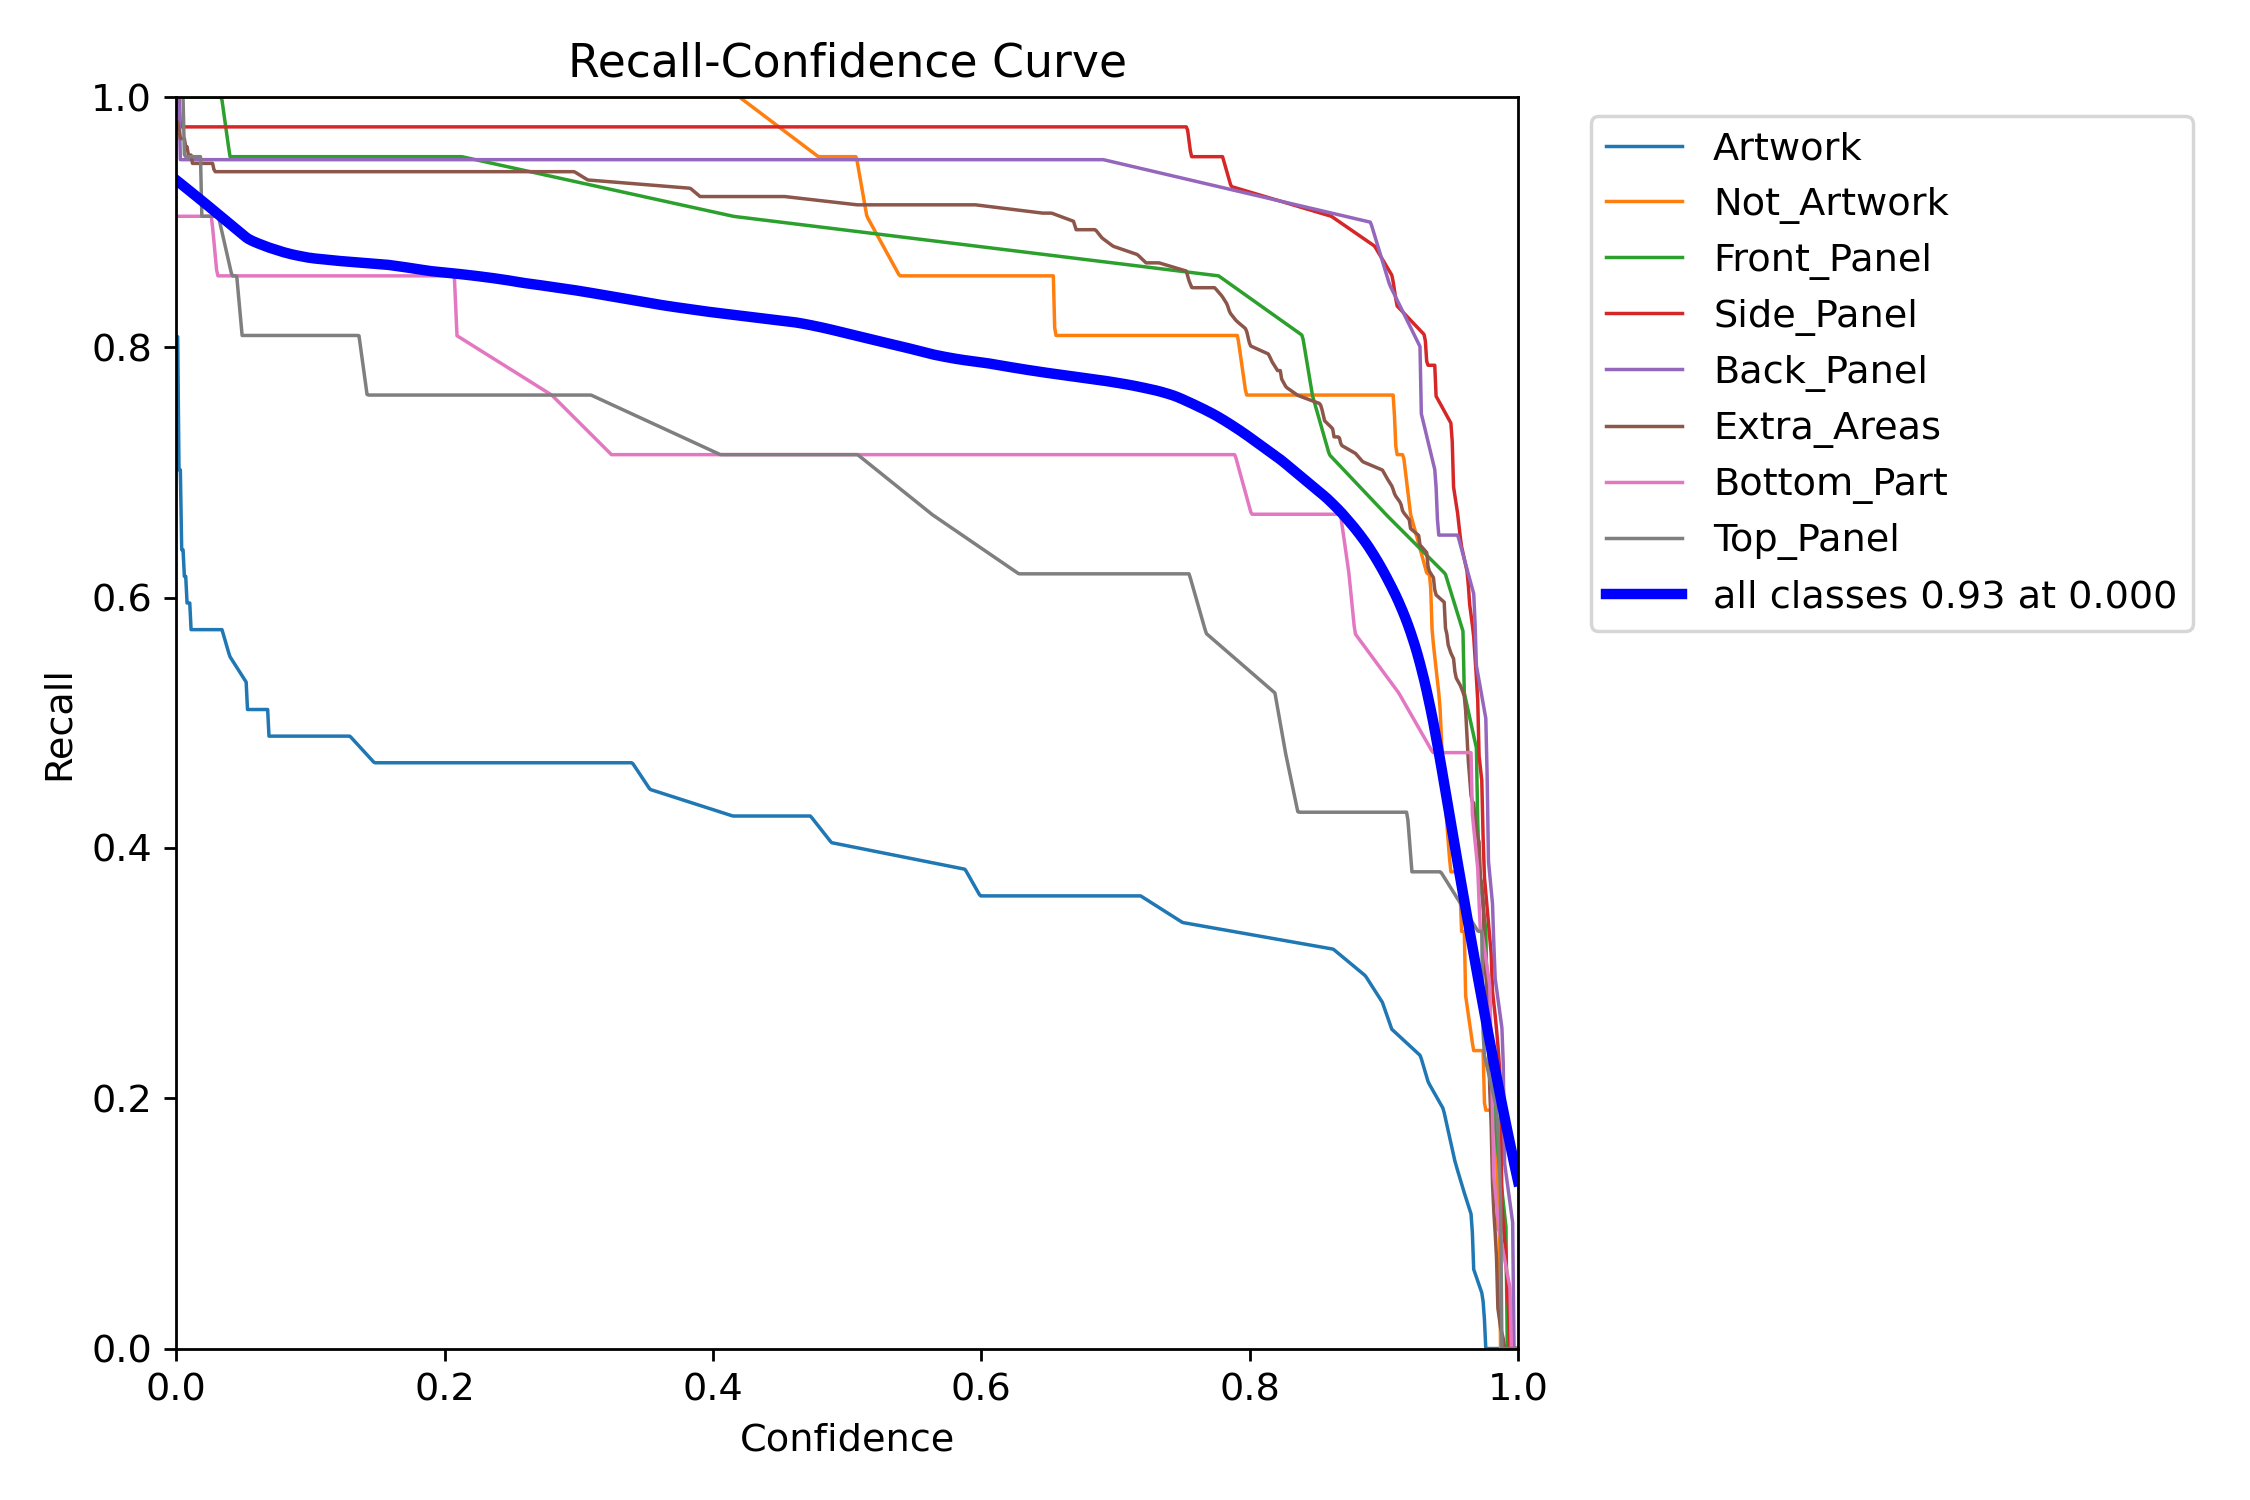 Recall-Confidence Curve
1.0
0.8
0.6
0.4
0.2
0.0
Recall
0.0 0.2 0.4 0.6 0.8 1.0
Confidence
Artwork
Not_Artwork
Front_Panel
Side_Panel
Back_Panel
Extra_Areas
Bottom_Part
Top_Panel
all classes 0.93 at 0.000